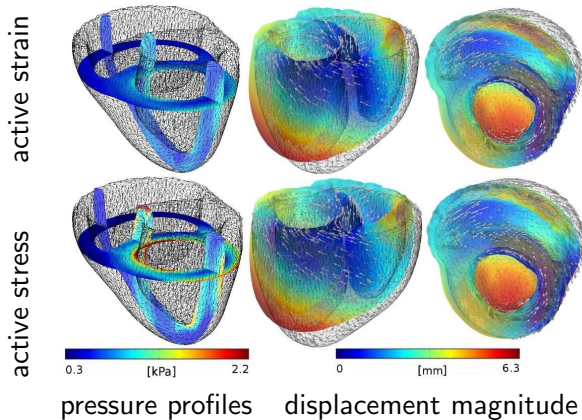 active strain
active stress
0.3 [kPa] 2.2
0 [mm] 6.3
pressure profiles
displacement magnitude